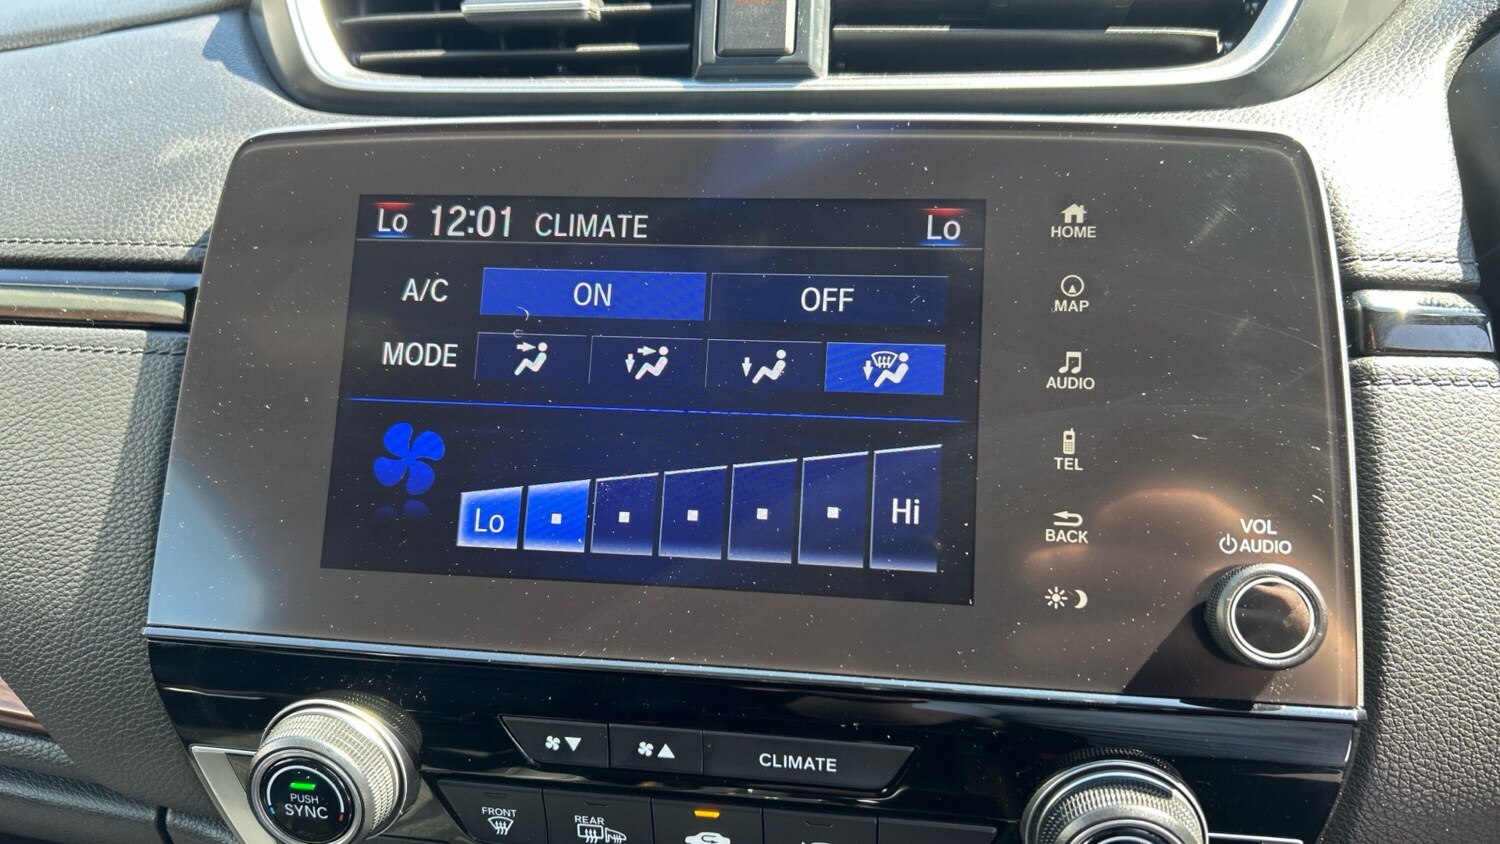 Lo 12:01 CLIMATE Lo
A/C ON OFF
MODE
Lo Hi
HOME
MAP
AUDIO
TEL
BACK
VOL
AUDIO
CLIMATE
PUSH
SYNC
FRONT
REAR